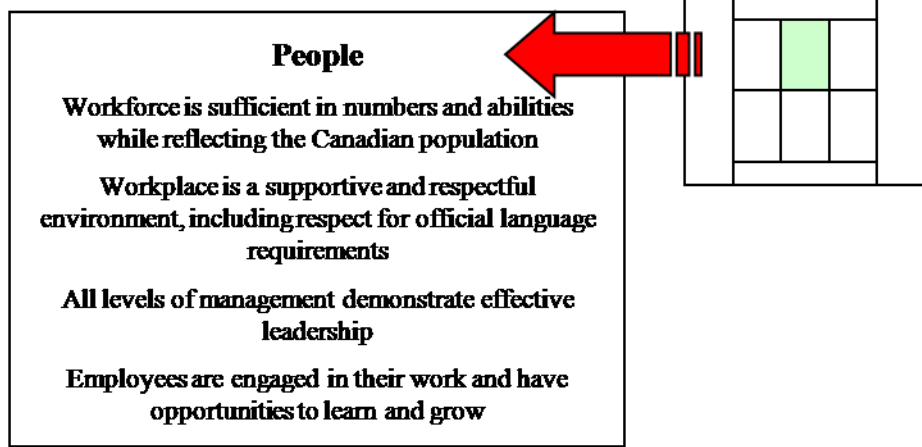 People
Workforce is sufficient in numbers and abilities
while reflecting the Canadian population
Workplace is a supportive and respectful
environment, including respect for official language
requirements
All levels of management demonstrate effective
leadership
Employees are engaged in their work and have
opportunities to learn and grow